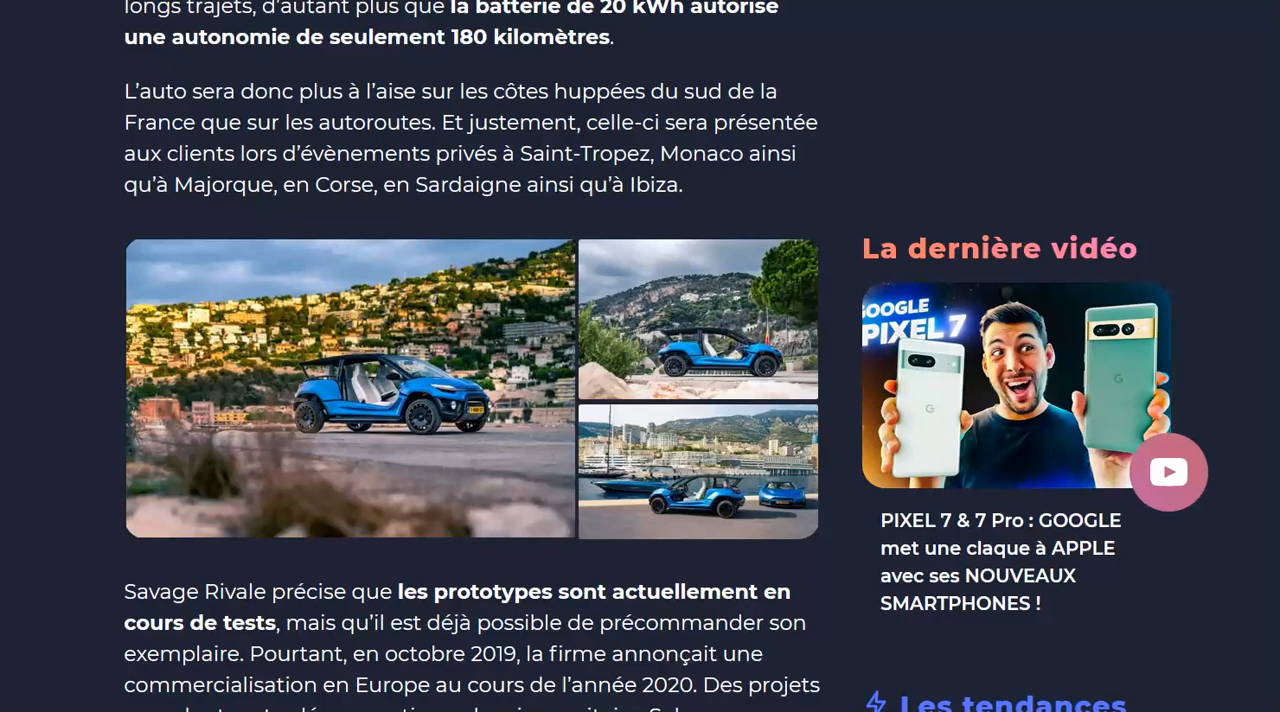 longs trajets, d’autant plus que la batterie de 20 kWh autorise
une autonomie de seulement 180 kilomètres.
L’auto sera donc plus à l’aise sur les côtes huppées du sud de la
France que sur les autoroutes. Et justement, celle-ci sera présentée
aux clients lors d’évènements privés à Saint-Tropez, Monaco ainsi
qu’à Majorque, en Corse, en Sardaigne ainsi qu’à Ibiza.
Savage Rivale précise que les prototypes sont actuellement en
cours de tests, mais qu’il est déjà possible de précommander son
exemplaire. Pourtant, en octobre 2019, la firme annonçait une
commercialisation en Europe au cours de l’année 2020. Des projets
La dernière vidéo
GOOGLE
PIXEL 7
G
G
PIXEL 7 & 7 Pro : GOOGLE
met une claque à APPLE
avec ses NOUVEAUX
SMARTPHONES !
Les tendances